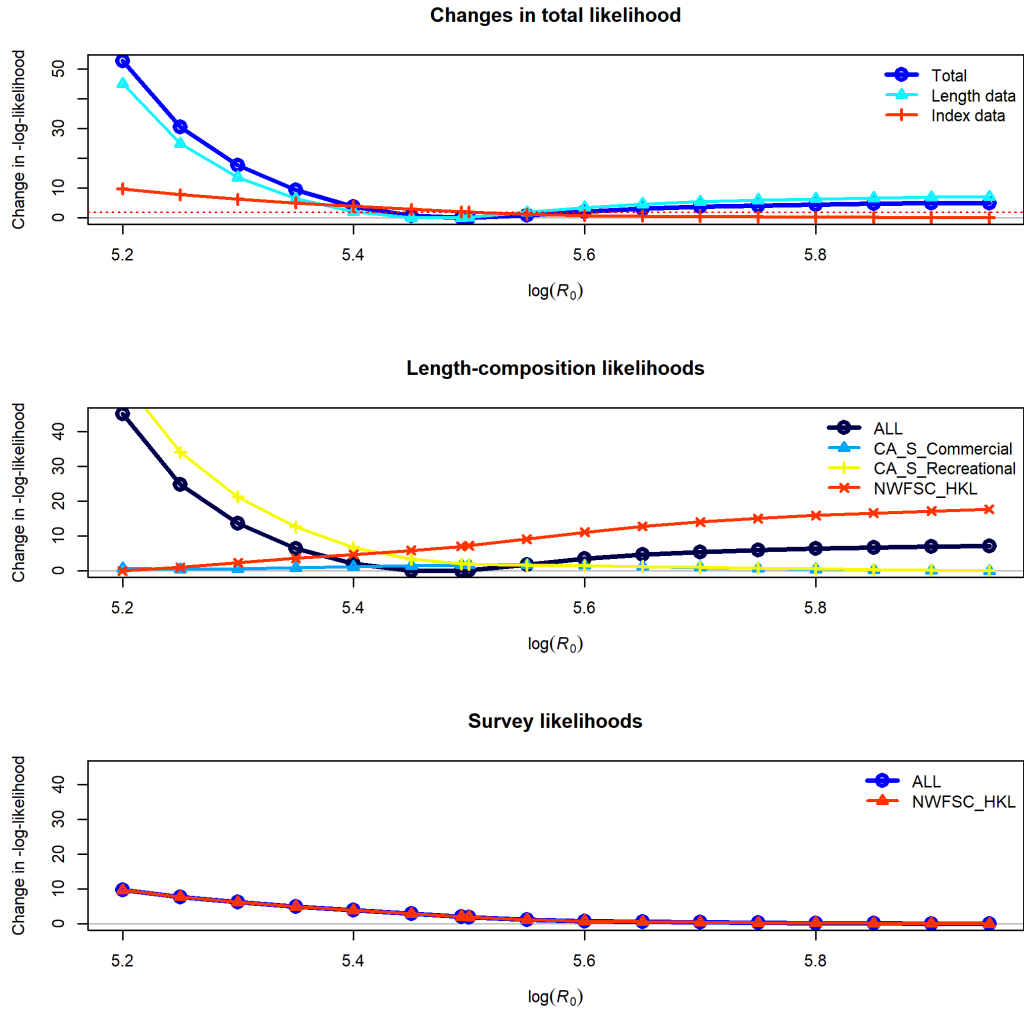 Changes in total likelihood
Change in -log-likelihood
50
30
10
0
Total
Length data
Index data
5.2
5.4
5.6
5.8
log(R0)
Length-composition likelihoods
Change in -log-likelihood
40
30
20
10
0
ALL
CA_S_Commercial
CA_S_Recreational
NWFSC_HKL
5.2
5.4
5.6
5.8
log(R0)
Survey likelihoods
Change in -log-likelihood
40
30
20
10
0
ALL
NWFSC_HKL
5.2
5.4
5.6
5.8
log(R0)